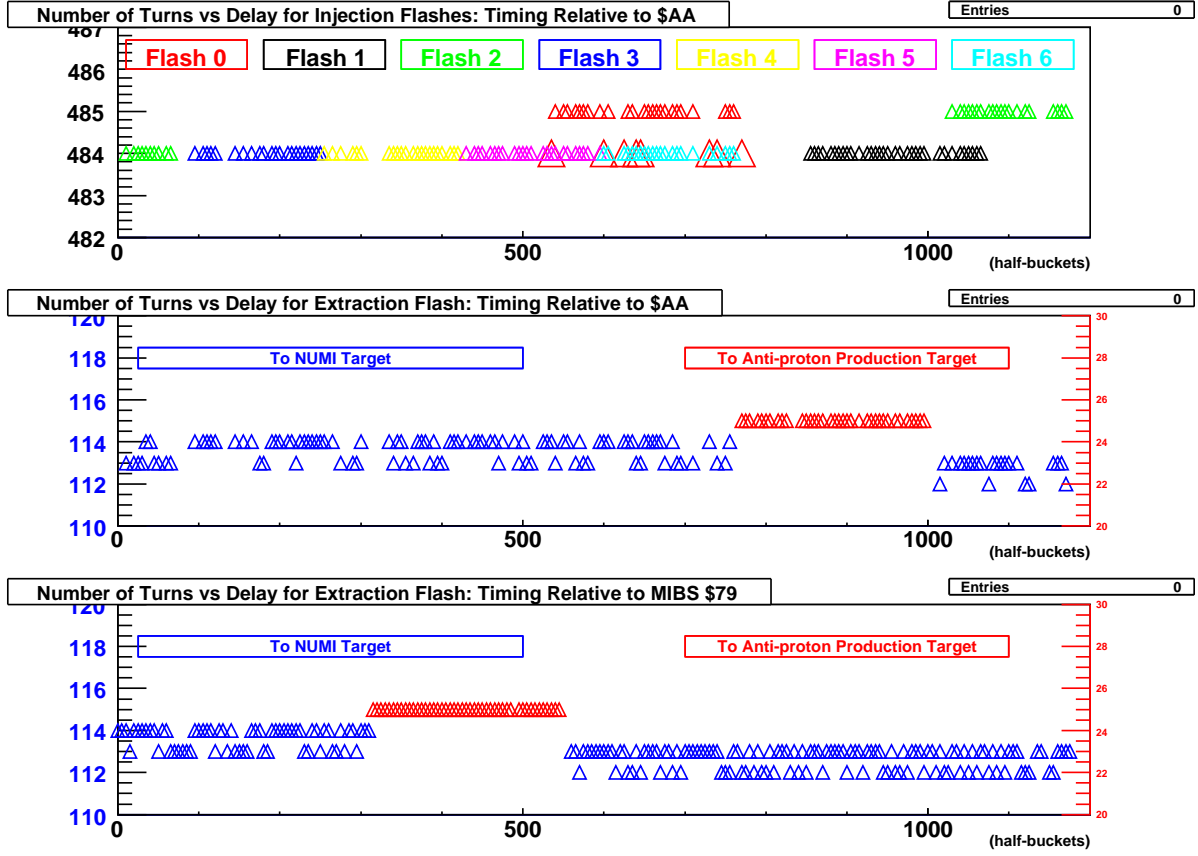 Number of Turns vs Delay for Injection Flashes: Timing Relative to $AA
Entries 0
487
Flash 0 Flash 1 Flash 2 Flash 3 Flash 4 Flash 5 Flash 6
486
485
484
483
482
0 500 1000
(half-buckets)
Number of Turns vs Delay for Extraction Flash: Timing Relative to $AA
Entries 0
120 30
To NUMI Target To Anti-proton Production Target
118 28
116 26
114 24
112 22
110 20
0 500 1000
(half-buckets)
Number of Turns vs Delay for Extraction Flash: Timing Relative to MIBS $79
Entries 0
120 30
To NUMI Target To Anti-proton Production Target
118 28
116 26
114 24
112 22
110 20
0 500 1000
(half-buckets)